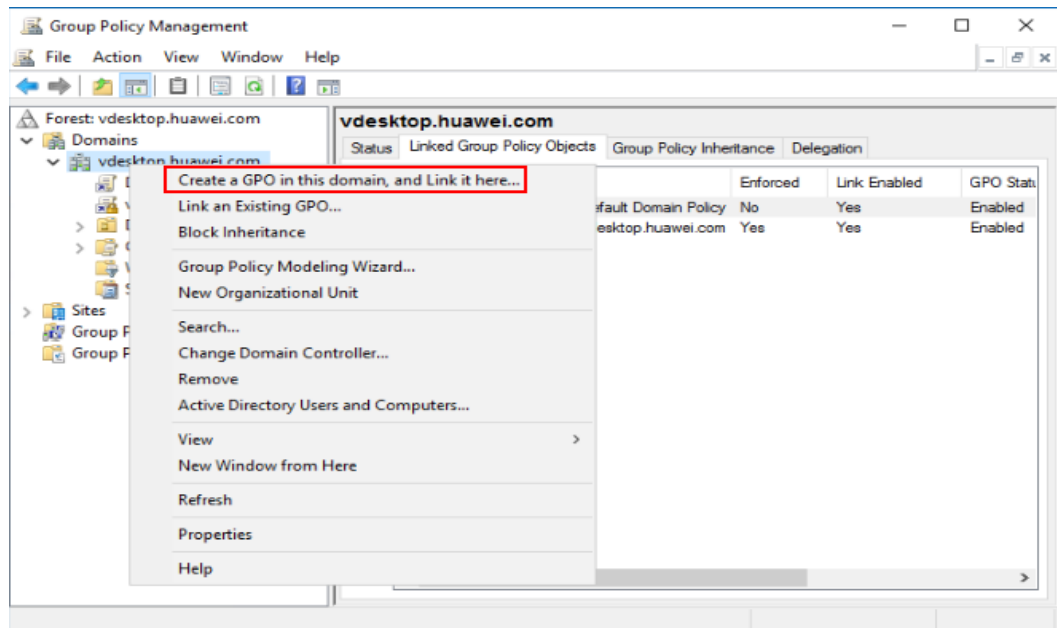 Group Policy Management
File Action View Window Help
Forest: vdesktop.huawei.com
Domains
vdesktop.huawei.com
Sites
Group P
Group P
vdesktop.huawei.com
Status Linked Group Policy Objects Group Policy Inheritance Delegation
Enforced Link Enabled GPO Statu
efault Domain Policy No Yes Enabled
esktop.huawei.com Yes Yes Enabled
Create a GPO in this domain, and Link it here...
Link an Existing GPO...
Block Inheritance
Group Policy Modeling Wizard...
New Organizational Unit
Search...
Change Domain Controller...
Remove
Active Directory Users and Computers...
View
New Window from Here
Refresh
Properties
Help